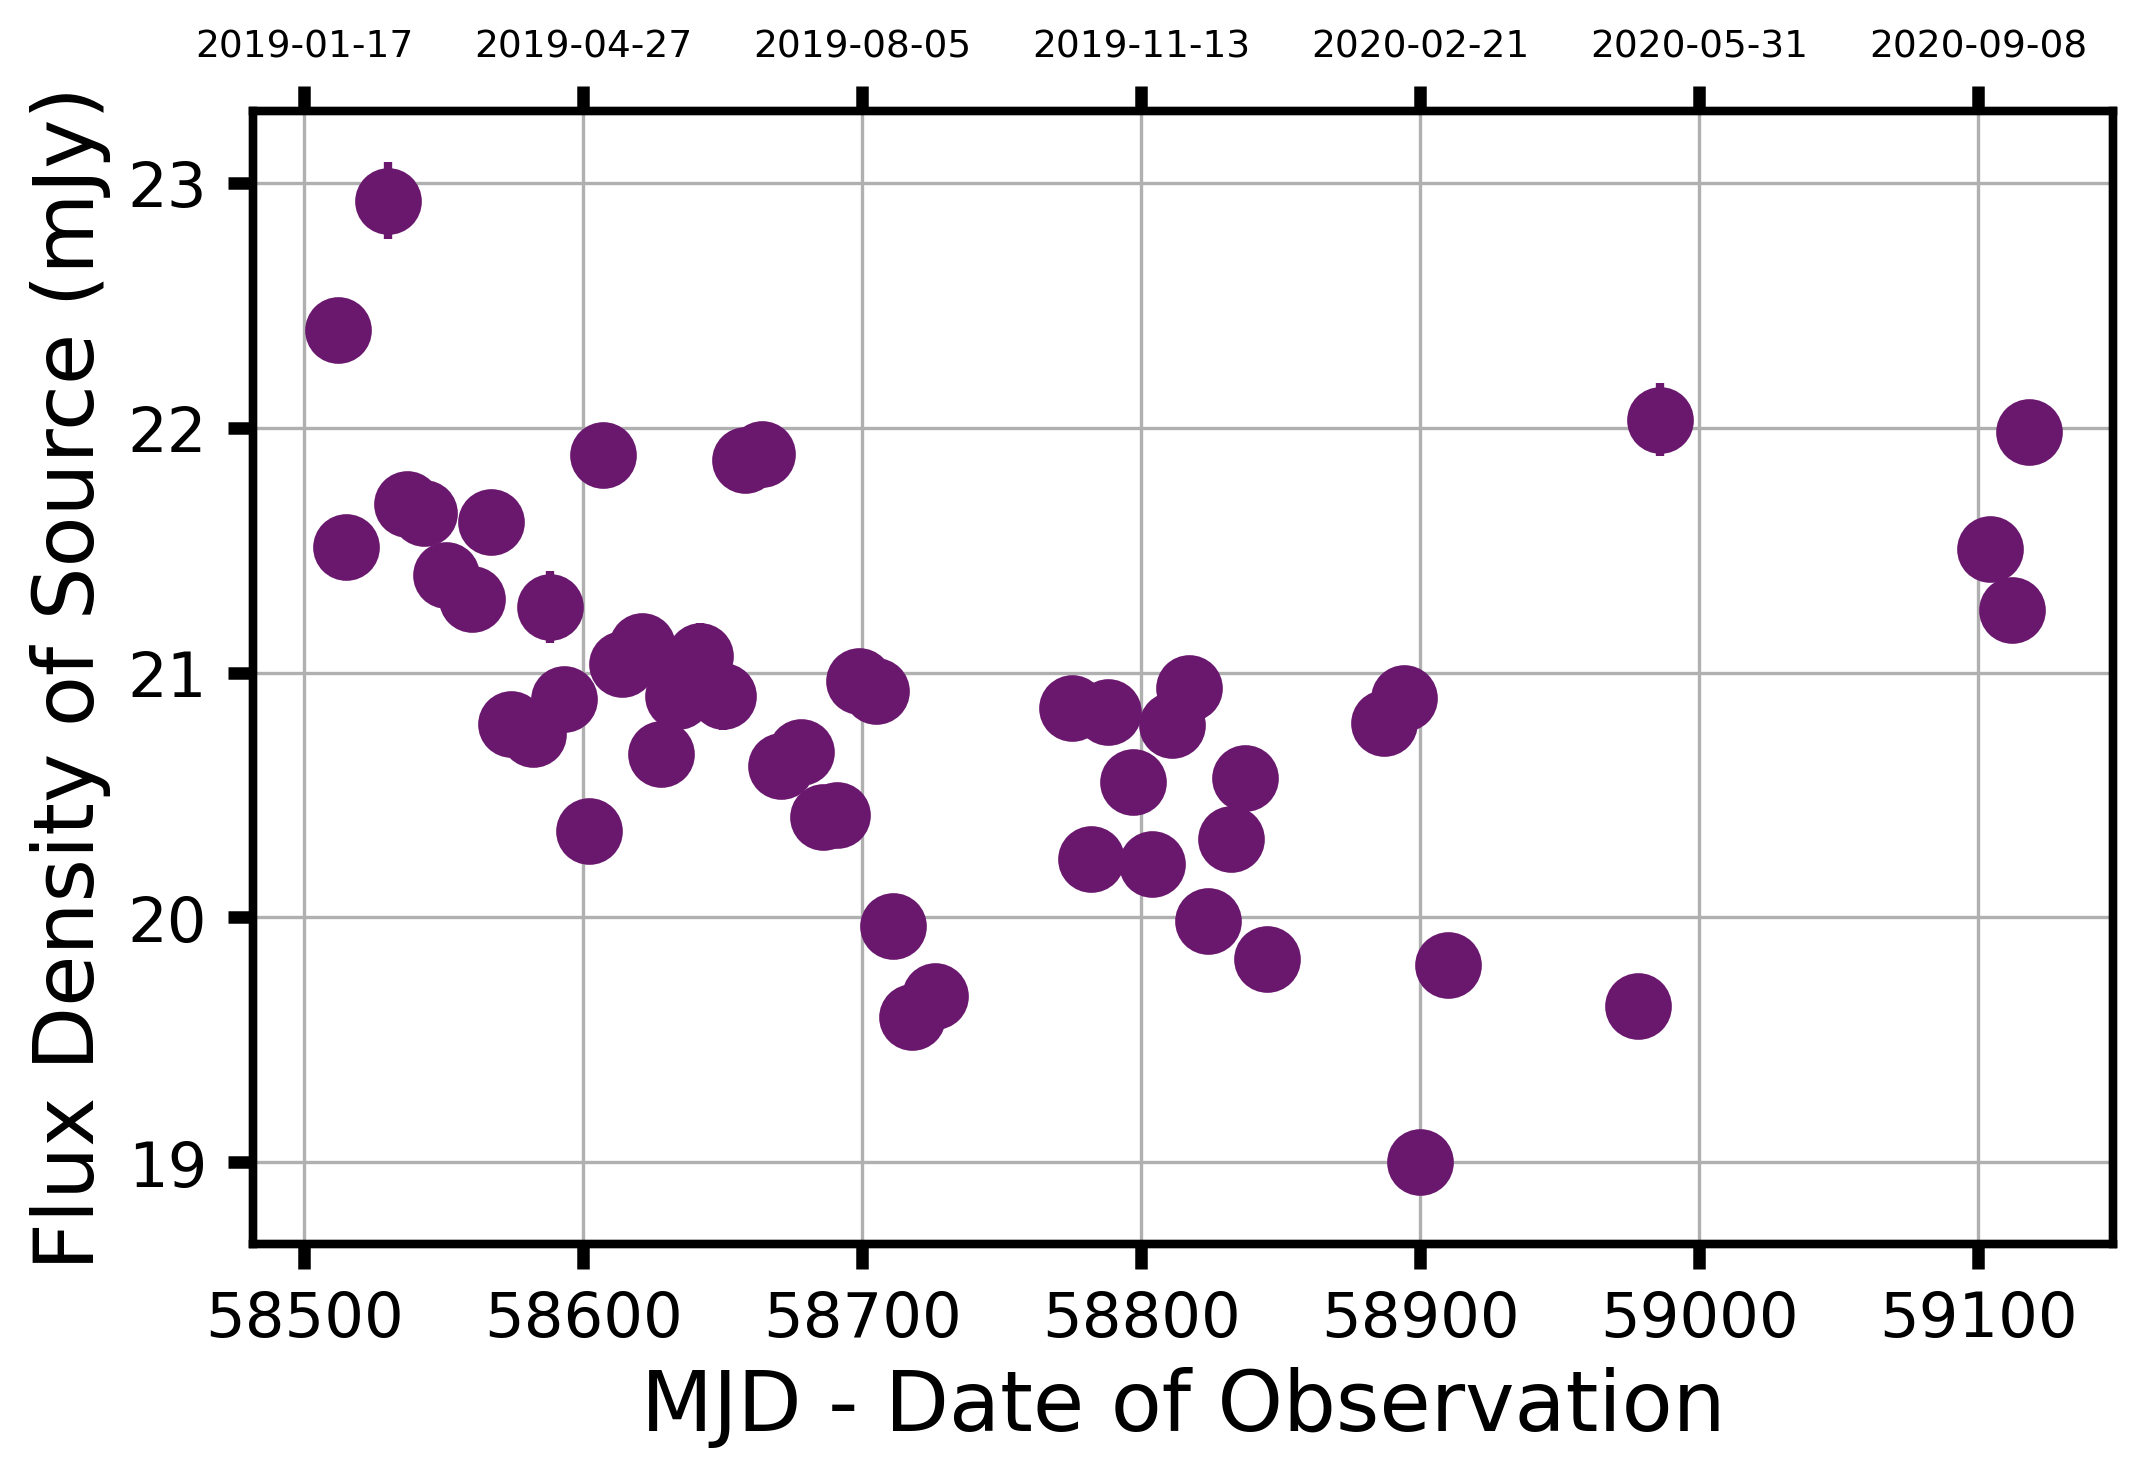 2019-01-17 2019-04-27 2019-08-05 2019-11-13 2020-02-21 2020-05-31 2020-09-08
Flux Density of Source (mJy)
23
22
21
20
19
58500 58600 58700 58800 58900 59000 59100
MJD - Date of Observation